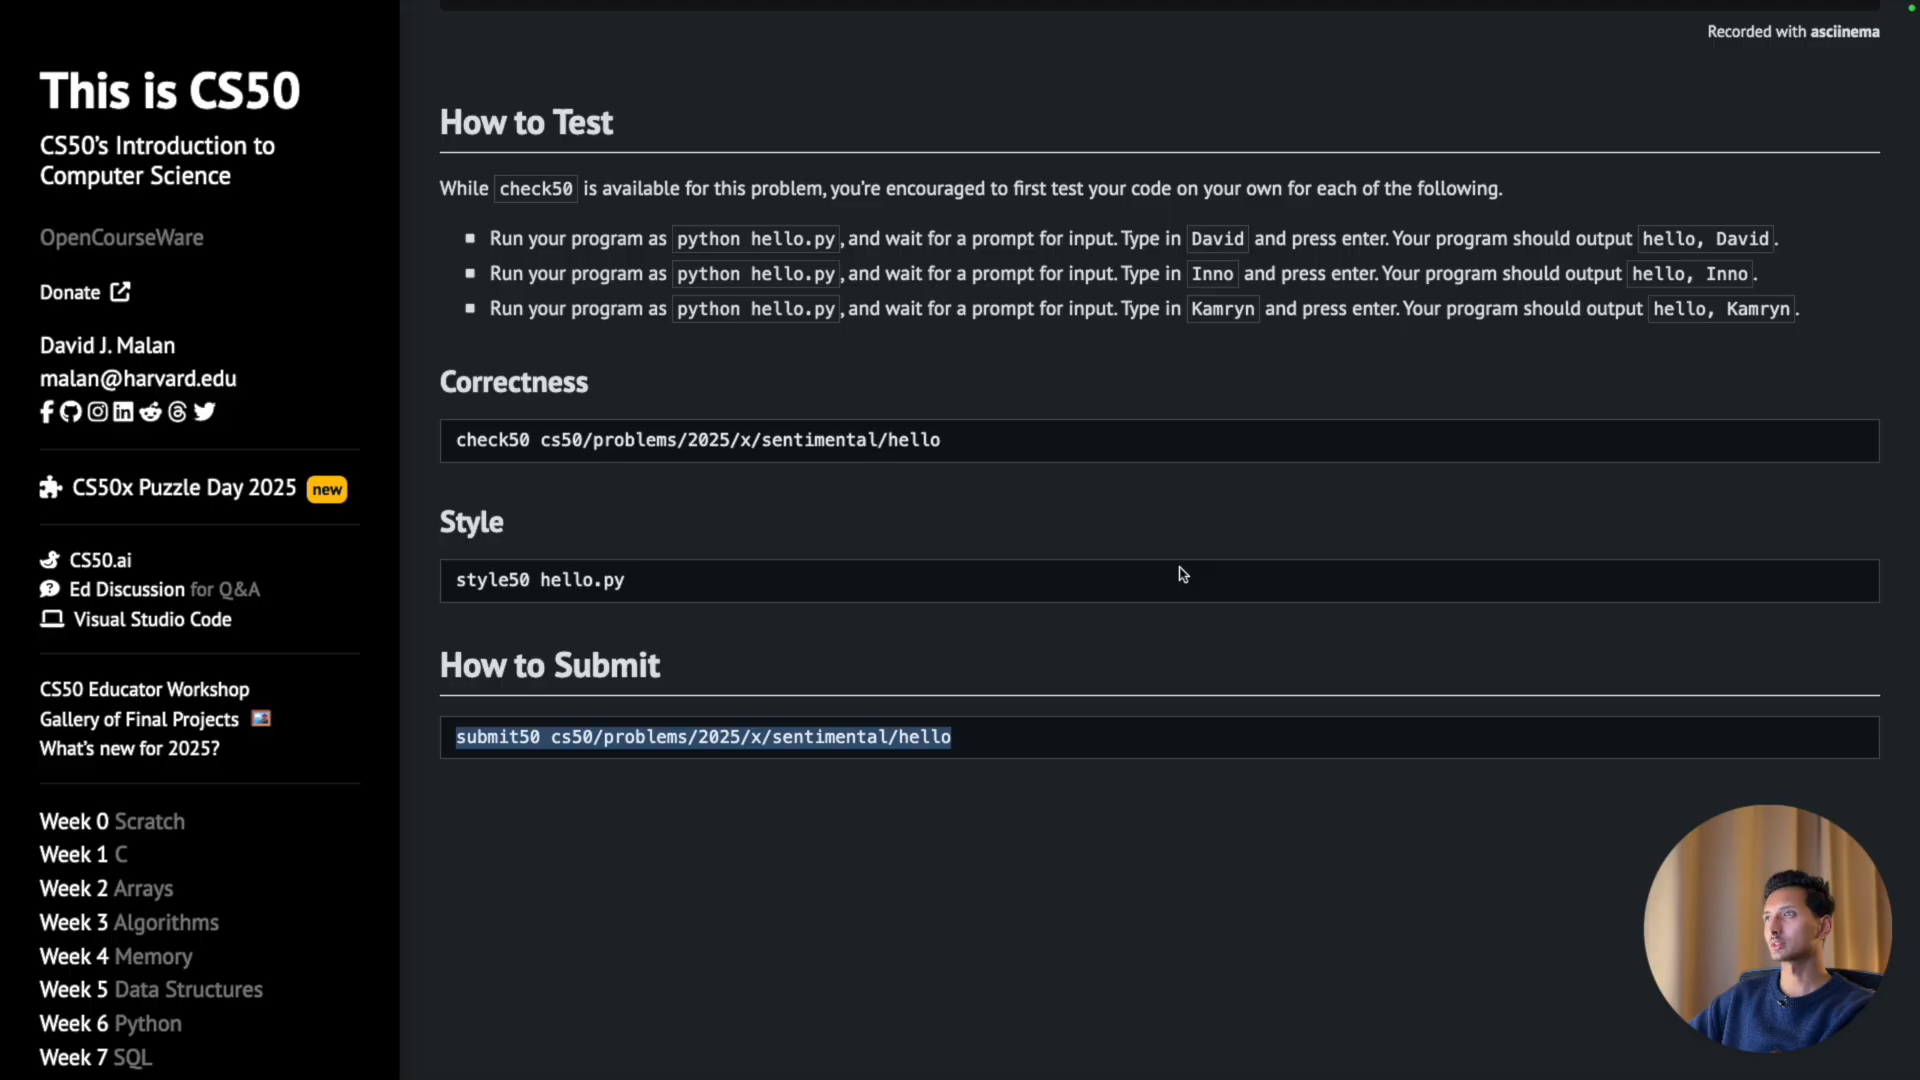 This is CS50
CS50's Introduction to
Computer Science
OpenCourseWare
Donate
David J. Malan
malan@harvard.edu
CS50x Puzzle Day 2025 new
CS50.ai
Ed Discussion for Q&A
Visual Studio Code
CS50 Educator Workshop
Gallery of Final Projects
What's new for 2025?
Week 0 Scratch
Week 1 C
Week 2 Arrays
Week 3 Algorithms
Week 4 Memory
Week 5 Data Structures
Week 6 Python
Week 7 SQL
Recorded with asciinema
How to Test
While check50 is available for this problem, you're encouraged to first test your code on your own for each of the following.
Run your program as python hello.py, and wait for a prompt for input. Type in David and press enter. Your program should output hello, David.
Run your program as python hello.py, and wait for a prompt for input. Type in Inno and press enter. Your program should output hello, Inno.
Run your program as python hello.py, and wait for a prompt for input. Type in Kamryn and press enter. Your program should output hello, Kamryn.
Correctness
check50 cs50/problems/2025/x/sentimental/hello
Style
style50 hello.py
How to Submit
submit50 cs50/problems/2025/x/sentimental/hello